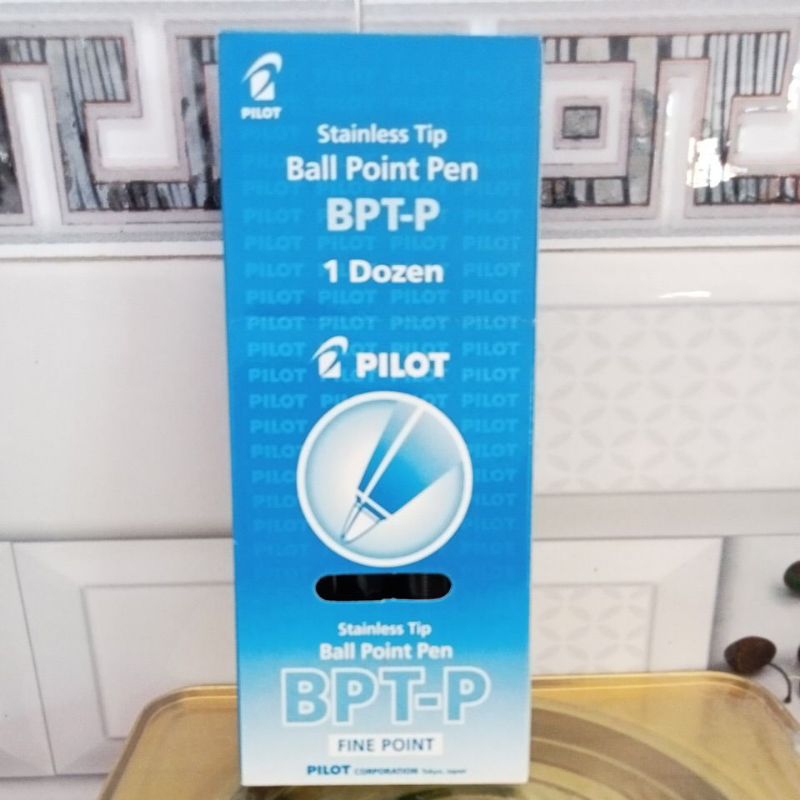 PILOT
Stainless Tip
Ball Point Pen
BPT-P
1 Dozen
PILOT
Stainless Tip
Ball Point Pen
BPT-P
FINE POINT
PILOT CORPORATION Tokyo, Japan